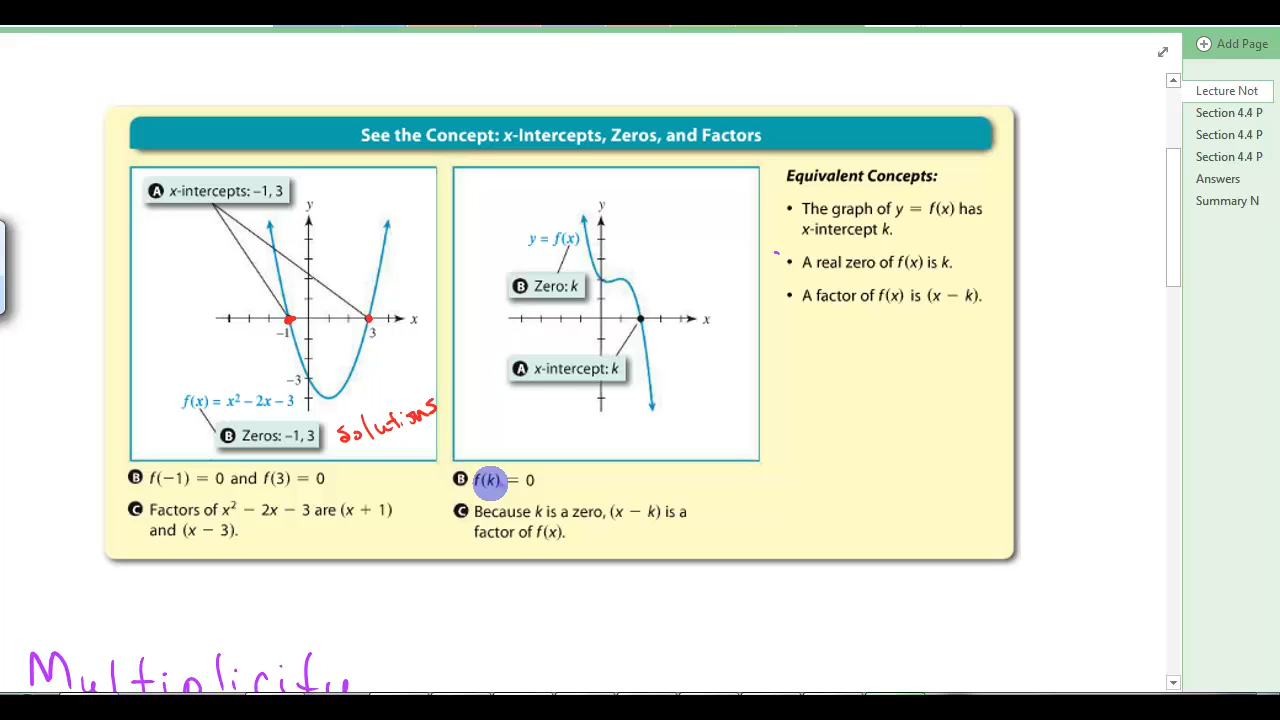 Add Page
Lecture Not
Section 4.4 P
Section 4.4 P
Section 4.4 P
Answers
Summary N
See the Concept: x-Intercepts, Zeros, and Factors
A x-intercepts: –1, 3
y
x
–1
3
–3
f(x) = x² – 2x – 3
B Zeros: –1, 3
solutions
B f(−1) = 0 and f(3) = 0
C Factors of x² − 2x − 3 are (x + 1)
and (x − 3).
y
y = f(x)
B Zero: k
x
A x-intercept: k
B f(k) = 0
C Because k is a zero, (x − k) is a
factor of f(x).
Equivalent Concepts:
• The graph of y = f(x) has
x-intercept k.
• A real zero of f(x) is k.
• A factor of f(x) is (x − k).
Multiplicity